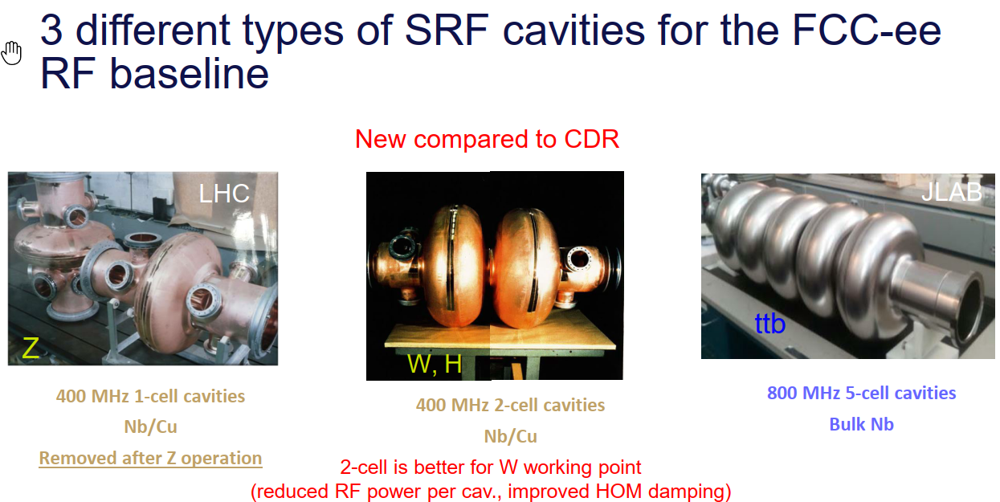 3 different types of SRF cavities for the FCC-ee
RF baseline
New compared to CDR
LHC
Z
400 MHz 1-cell cavities
Nb/Cu
Removed after Z operation
W, H
400 MHz 2-cell cavities
Nb/Cu
2-cell is better for W working point
(reduced RF power per cav., improved HOM damping)
JLAB
ttb
800 MHz 5-cell cavities
Bulk Nb